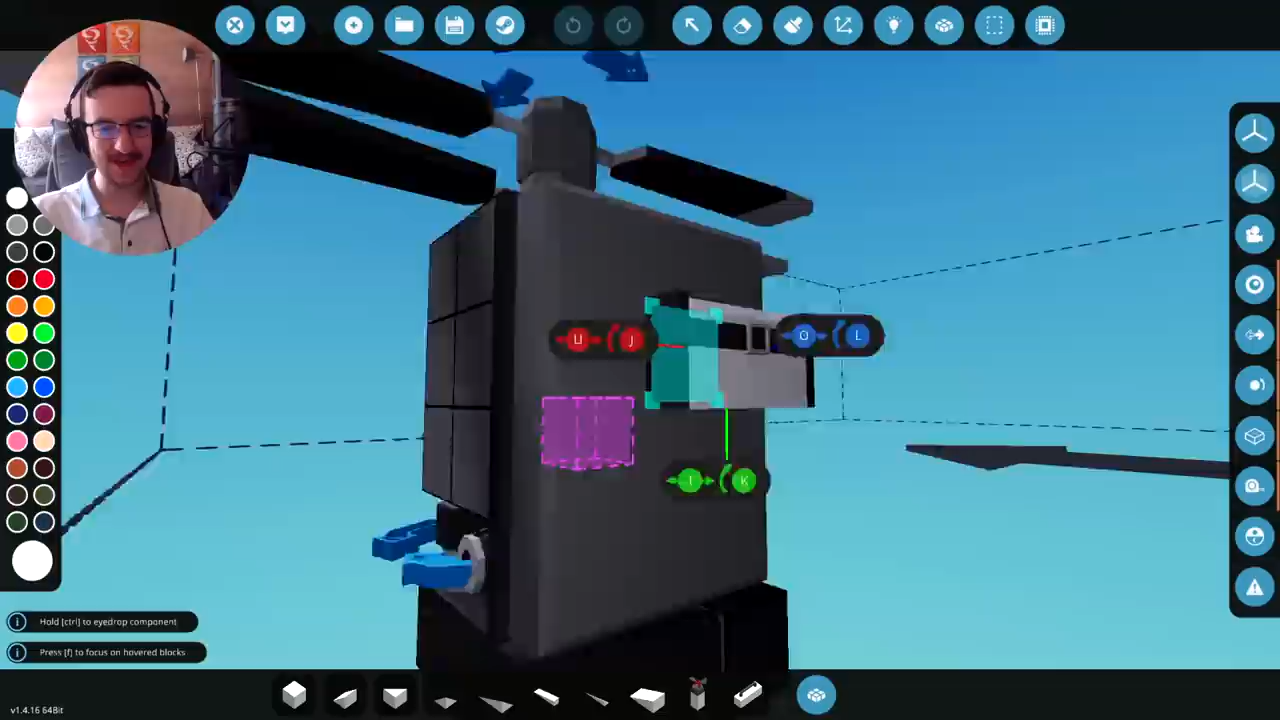 U J
O L
I K
Hold [ctrl] to eyedrop component
Press [f] to focus on hovered blocks
v1.4.16 64Bit